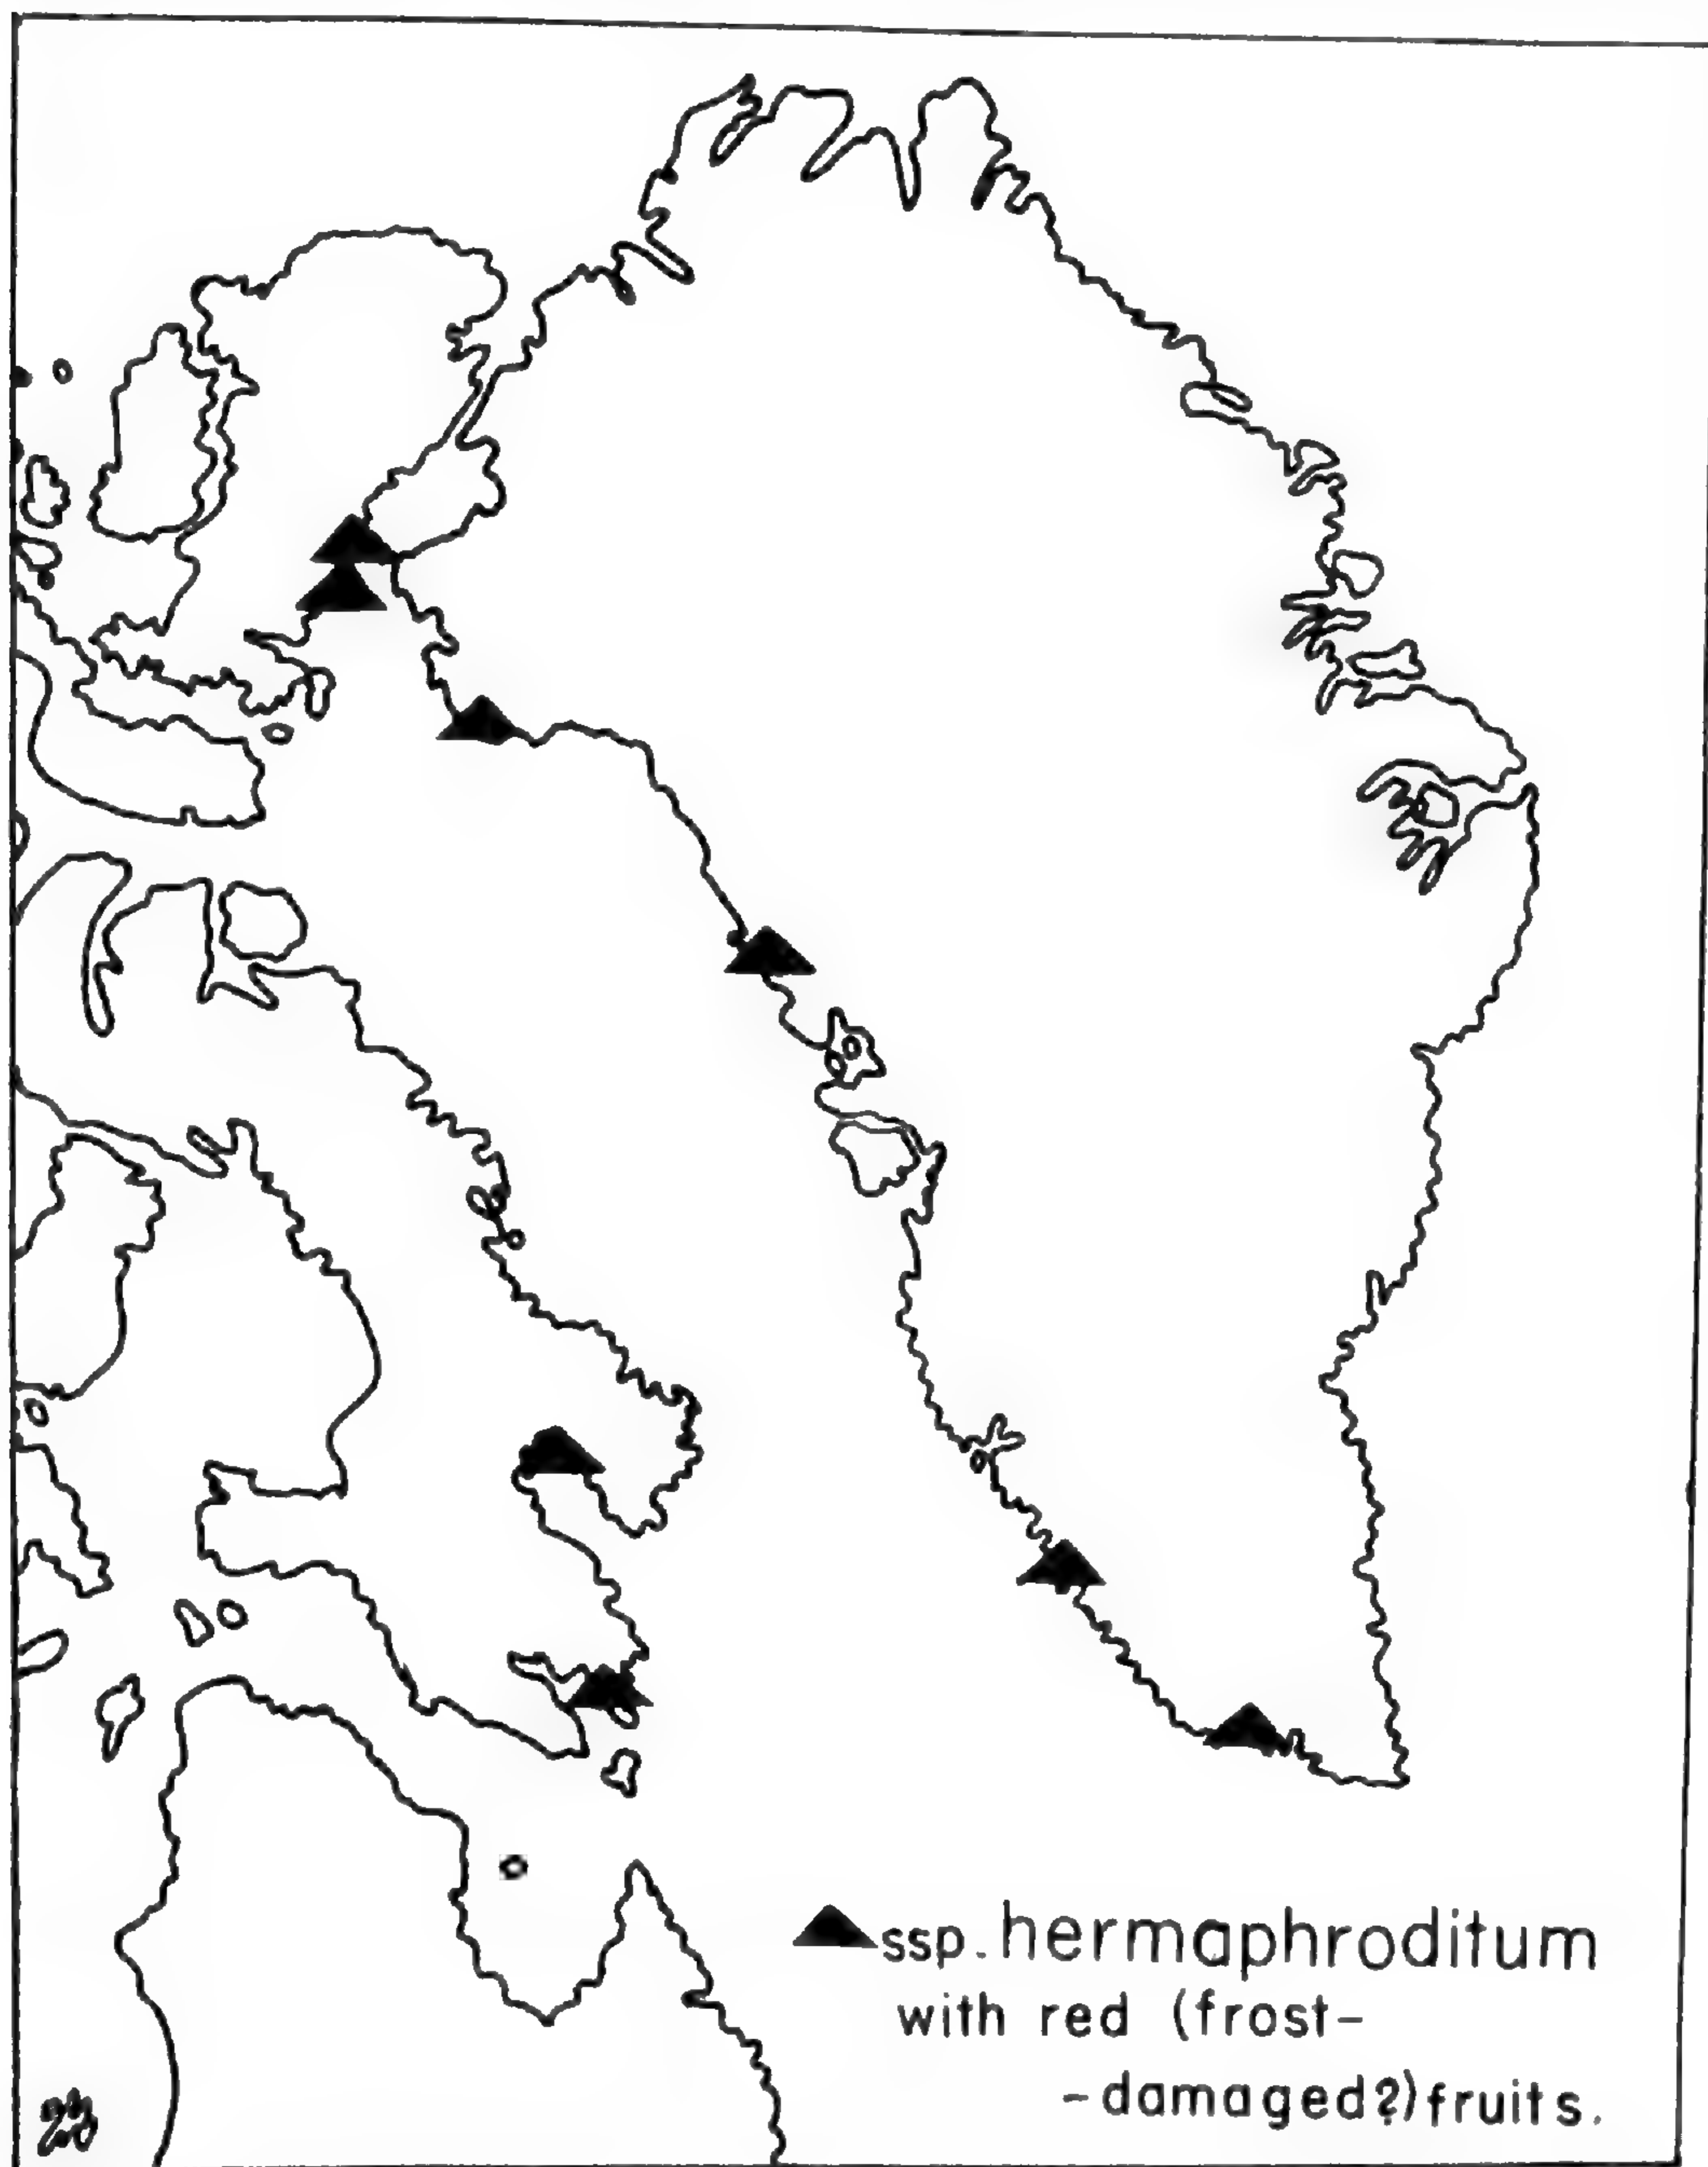 ssp. hermaphroditum
with red (frost-
-damaged?) fruits.